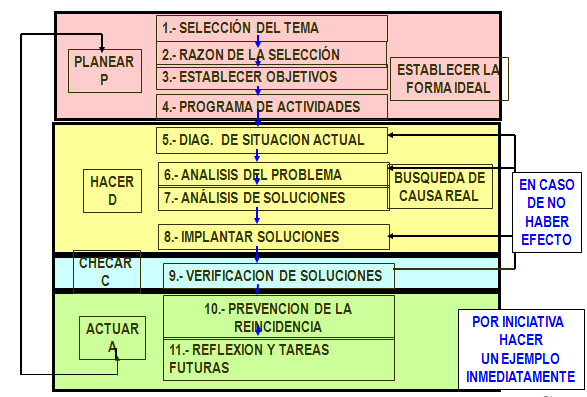 1.- SELECCIÓN DEL TEMA
2.- RAZON DE LA SELECCIÓN
PLANEAR
P
3.- ESTABLECER OBJETIVOS
ESTABLECER LA
FORMA IDEAL
4.- PROGRAMA DE ACTIVIDADES
5.- DIAG. DE SITUACION ACTUAL
HACER
D
6.- ANALISIS DEL PROBLEMA
7.- ANÁLISIS DE SOLUCIONES
BUSQUEDA DE
CAUSA REAL
8.- IMPLANTAR SOLUCIONES
EN CASO
DE NO
HABER
EFECTO
CHECAR
C
9.- VERIFICACION DE SOLUCIONES
ACTUAR
A
10.- PREVENCION DE LA
REINCIDENCIA
11.- REFLEXION Y TAREAS
FUTURAS
POR INICIATIVA
HACER
UN EJEMPLO
INMEDIATAMENTE